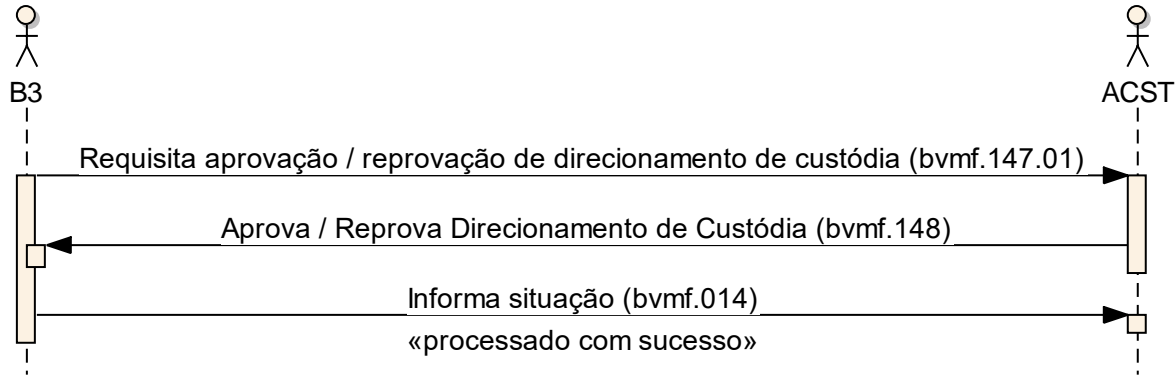 B3
ACST
Requisita aprovação / reprovação de direcionamento de custódia (bvmf.147.01)
Aprova / Reprova Direcionamento de Custódia (bvmf.148)
Informa situação (bvmf.014)
«processado com sucesso»